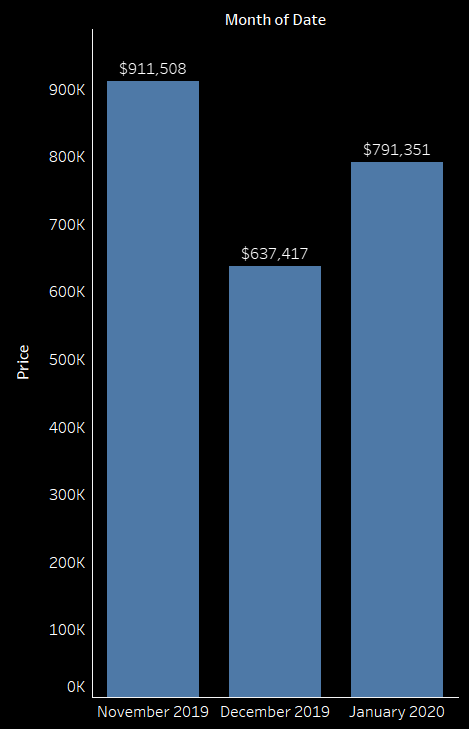 Month of Date
$911,508
$637,417
$791,351
Price
900K
800K
700K
600K
500K
400K
300K
200K
100K
0K
November 2019 December 2019 January 2020